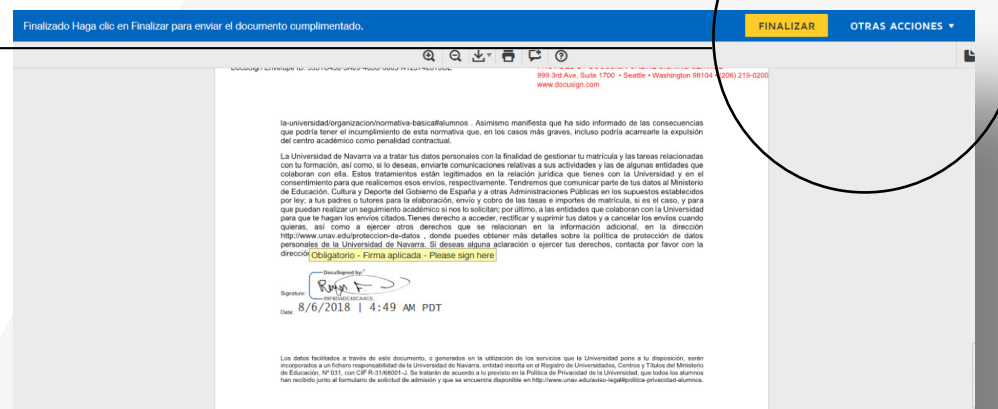 Finalizado Haga clic en Finalizar para enviar el documento cumplimentado.
FINALIZAR
OTRAS ACCIONES
999 3rd Ave, Suite 1700 • Seattle • Washington 98104 • (206) 219-0200
www.docusign.com
la-universidad/organizacion/normativa-basica#alumnos . Asimismo manifiesta que ha sido informado de las consecuencias
que podría tener el incumplimiento de esta normativa que, en los casos más graves, incluso podría acarrearle la expulsión
del centro académico como penalidad contractual.
La Universidad de Navarra va a tratar tus datos personales con la finalidad de gestionar tu matrícula y las tareas relacionadas
con tu formación, así como, si lo deseas, enviarte comunicaciones relativas a sus actividades y las de algunas entidades que
colaboran con ella. Estos tratamientos están legitimados en la relación jurídica que tienes con la Universidad y en el
consentimiento para que realicemos esos envíos, respectivamente. Tendremos que comunicar parte de tus datos al Ministerio
de Educación, Cultura y Deporte del Gobierno de España y a otras Administraciones Públicas en los supuestos establecidos
por ley; a tus padres o tutores para la elaboración, envío y cobro de las tasas e importes de matrícula, si es el caso, y para
que puedan realizar un seguimiento académico si nos lo solicitan; por último, a las entidades que colaboran con la Universidad
para que te hagan los envíos citados.Tienes derecho a acceder, rectificar y suprimir tus datos y a cancelar los envíos cuando
quieras, así como a ejercer otros derechos que se relacionan en la información adicional, en la dirección
http://www.unav.edu/proteccion-de-datos , donde puedes obtener más detalles sobre la política de protección de datos
personales de la Universidad de Navarra. Si deseas alguna aclaración o ejercer tus derechos, contacta por favor con la
dirección Obligatorio - Firma aplicada - Please sign here
DocuSigned by:
Signature:
Date: 8/6/2018 | 4:49 AM PDT
Los datos facilitados a través de este documento, o generados en la utilización de los servicios que la Universidad pone a tu disposición, serán
incorporados a un fichero responsabilidad de la Universidad de Navarra, entidad inscrita en el Registro de Universidades, Centros y Títulos del Ministerio
de Educación, Nº 031, con CIF R-31/68001-J. Se tratarán de acuerdo a lo previsto en la Política de Privacidad de la Universidad, que todos los alumnos
han recibido junto al formulario de solicitud de admisión y que se encuentra disponible en http://www.unav.edu/aviso-legal#politica-privacidad-alumnos.